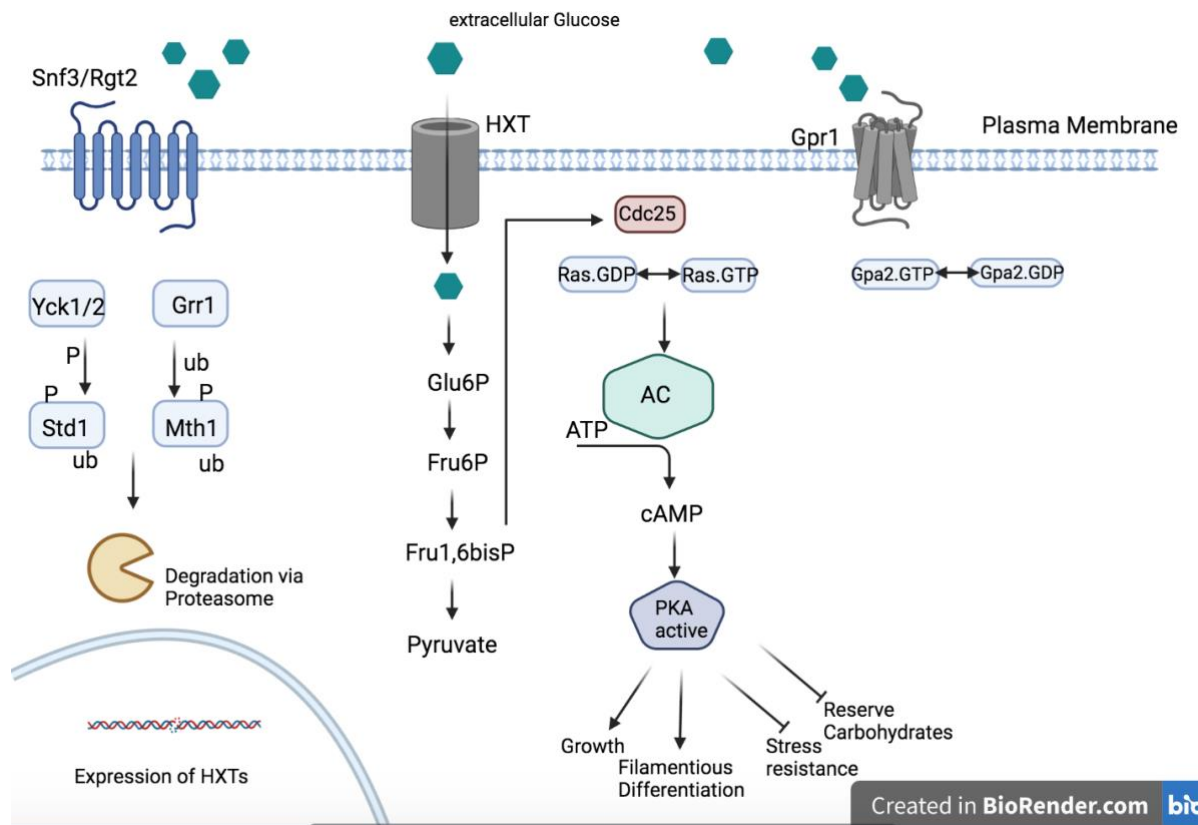 extracellular Glucose
Snf3/Rgt2
HXT
Gpr1
Plasma Membrane
Cdc25
Ras.GDP
Ras.GTP
Gpa2.GTP
Gpa2.GDP
Yck1/2
Grr1
P
ub
P
P
Std1
Mth1
ub
ub
Glu6P
Fru6P
Fru1,6bisP
Pyruvate
AC
ATP
cAMP
PKA
active
Degradation via
Proteasome
Expression of HXTs
Growth
Filamentious
Differentiation
Stress
resistance
Reserve
Carbohydrates
Created in BioRender.com